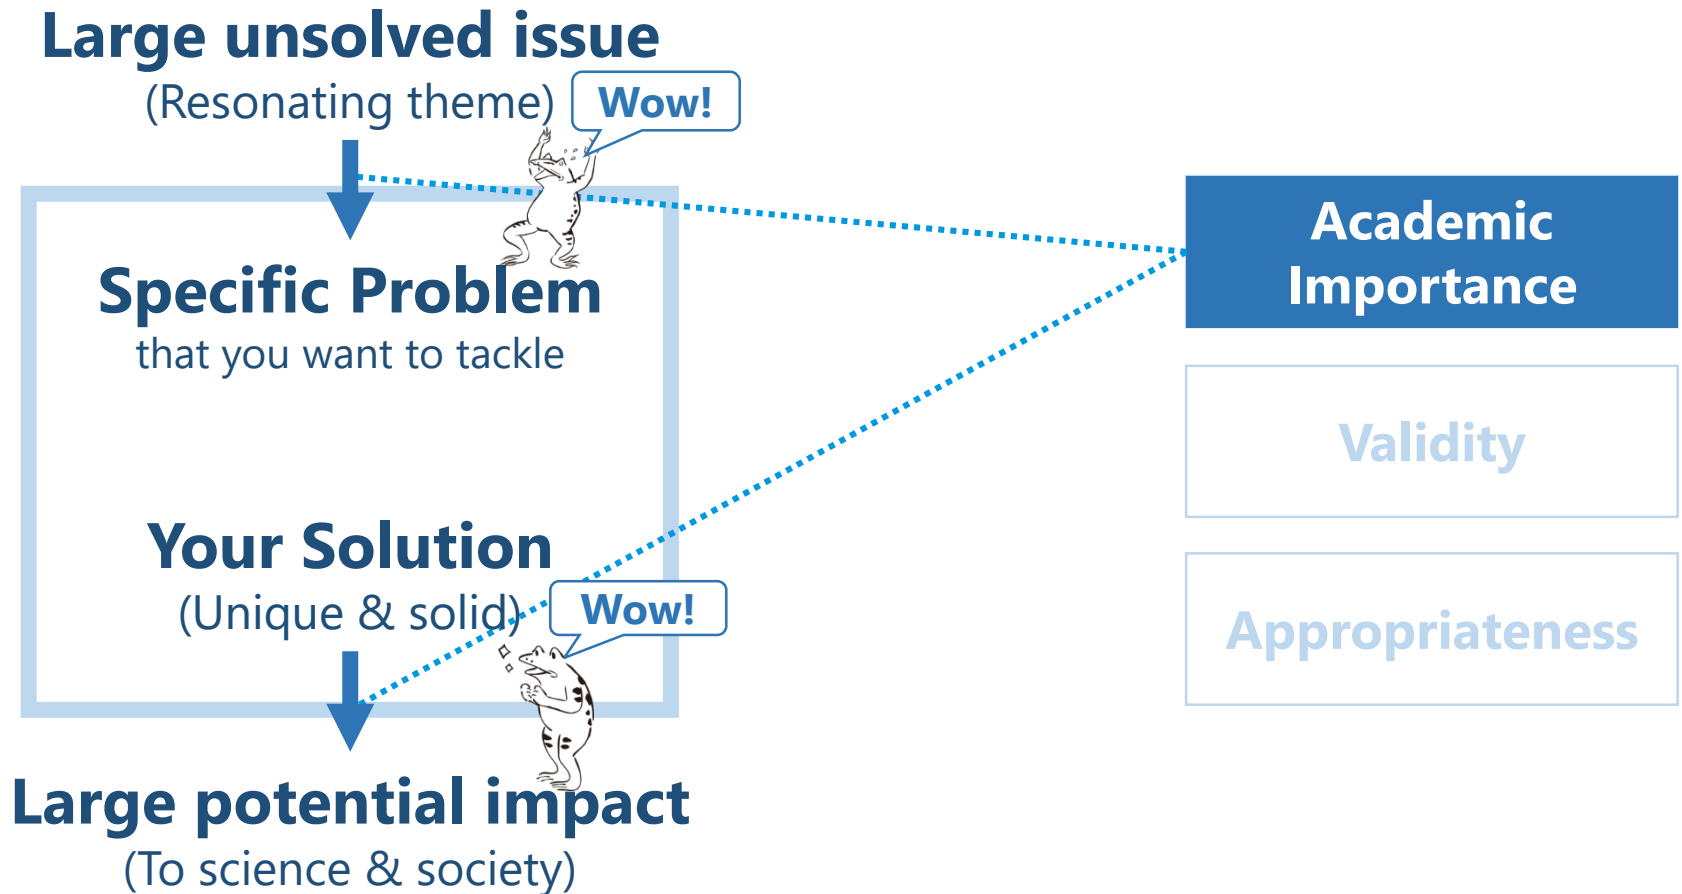 Large unsolved issue
(Resonating theme)
Wow!
Specific Problem
that you want to tackle
Your Solution
(Unique & solid)
Wow!
Large potential impact
(To science & society)
Academic
Importance
Validity
Appropriateness